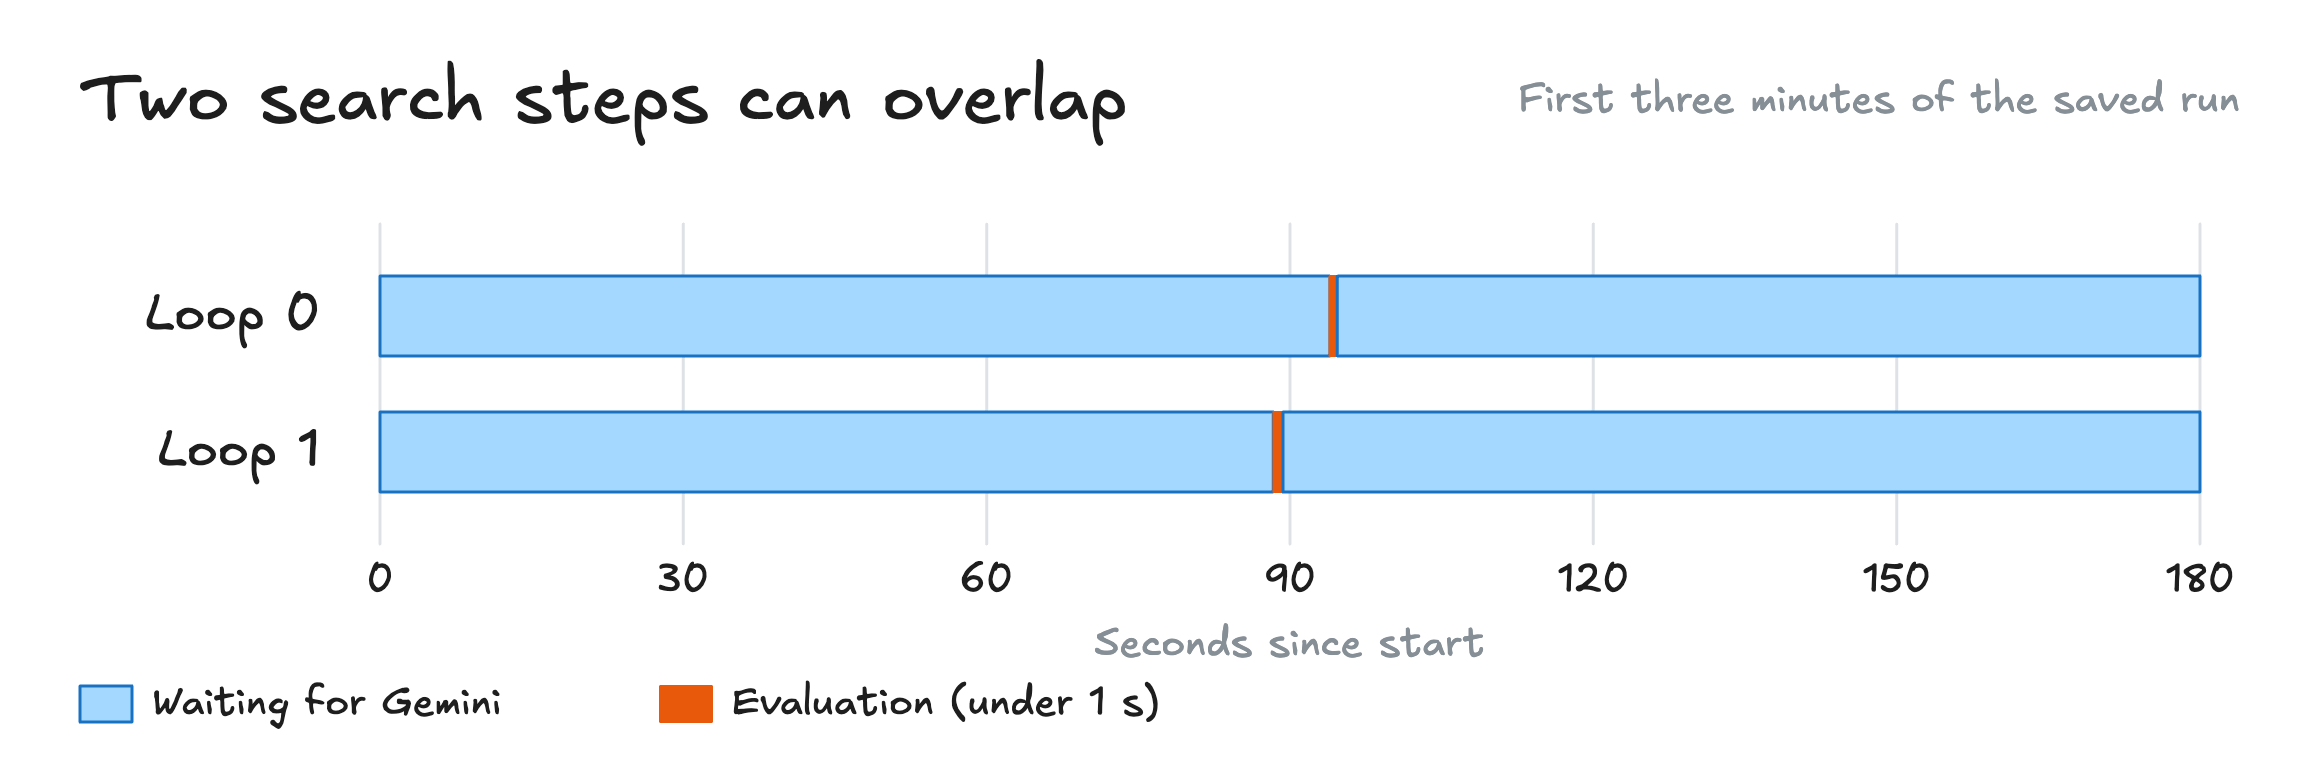 Two search steps can overlap
First three minutes of the saved run
Loop 0
Loop 1
0 30 60 90 120 150 180
Seconds since start
Waiting for Gemini
Evaluation (under 1 s)